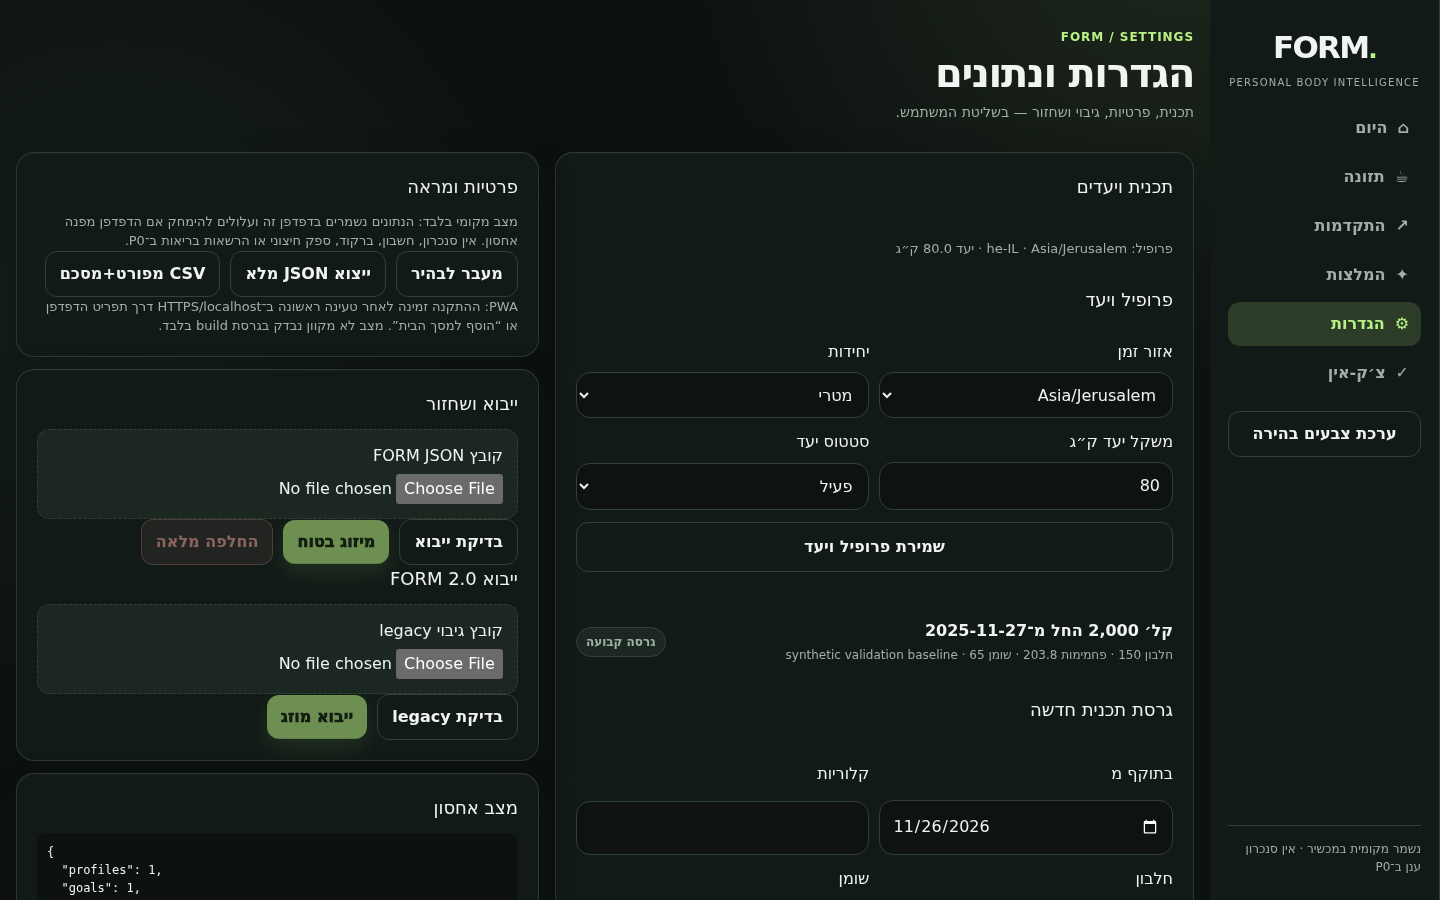 FORM.
PERSONAL BODY INTELLIGENCE
⌂ היום
☕ תזונה
↗ התקדמות
✦ המלצות
⚙ הגדרות
✓ צ׳ק-אין
ערכת צבעים בהירה
נשמר מקומית במכשיר · אין סנכרון
ענן ב־P0
FORM / SETTINGS
הגדרות ונתונים
תכנית, פרטיות, גיבוי ושחזור — בשליטת המשתמש.
תכנית ויעדים
פרופיל: he-IL · Asia/Jerusalem · יעד 80.0 ק״ג
פרופיל ויעד
אזור זמן
יחידות
Asia/Jerusalem
מטרי
משקל יעד ק״ג
סטטוס יעד
80
פעיל
שמירת פרופיל ויעד
קל׳ 2,000 החל מ־2025-11-27
גרסה קבועה
חלבון 150 · פחמימות 203.8 · שומן 65 · synthetic validation baseline
גרסת תכנית חדשה
בתוקף מ
קלוריות
11/26/2026
חלבון
שומן
פרטיות ומראה
מצב מקומי בלבד: הנתונים נשמרים בדפדפן זה ועלולים להימחק אם הדפדפן מפנה
אחסון. אין סנכרון, חשבון, ברקוד, ספק חיצוני או הרשאות בריאות ב־P0.
מעבר לבהיר
ייצוא JSON מלא
CSV מפורט+מסכם
PWA: ההתקנה זמינה לאחר טעינה ראשונה ב־HTTPS/localhost דרך תפריט הדפדפן
או “הוסף למסך הבית”. מצב לא מקוון נבדק בגרסת build בלבד.
ייבוא ושחזור
קובץ FORM JSON
Choose File No file chosen
בדיקת ייבוא
מיזוג בטוח
החלפה מלאה
ייבוא FORM 2.0
קובץ גיבוי legacy
Choose File No file chosen
בדיקת legacy
ייבוא מוזג
מצב אחסון
{
"profiles": 1,
"goals": 1,